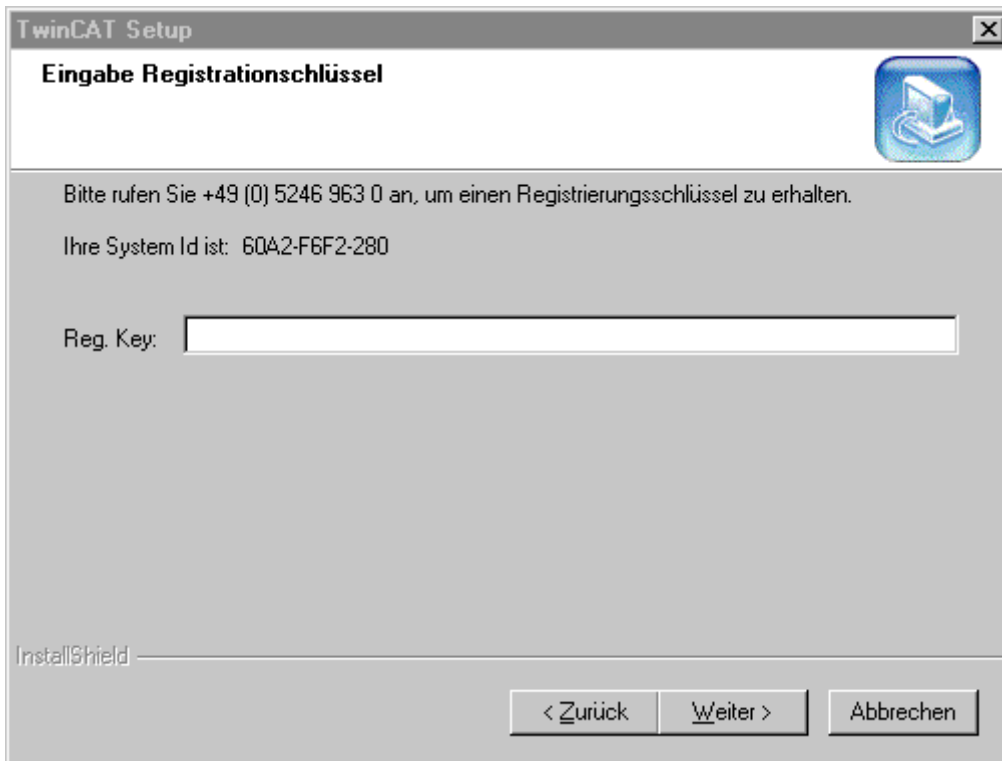 TwinCAT Setup
Eingabe Registrationschlüssel
Bitte rufen Sie +49 (0) 5246 963 0 an, um einen Registrierungsschlüssel zu erhalten.
Ihre System Id ist: 60A2-F6F2-280
Reg. Key:
InstallShield
< Zurück Weiter > Abbrechen